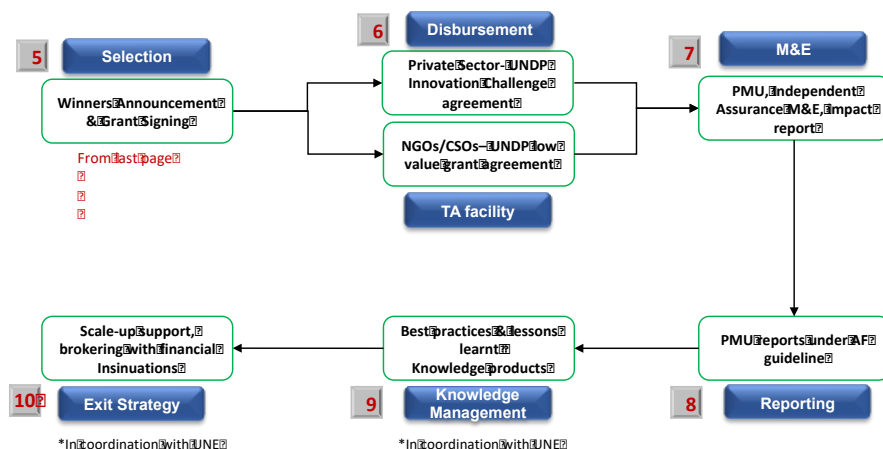 5
Selection
Winners Announcement
& Grant Signing
From last page
6
Disbursement
Private Sector- UNDP
Innovation Challenge
agreement
NGOs/CSOs– UNDP low
value grant agreement
TA facility
7
M&E
PMU, Independent
Assurance M&E, Impact
report
PMU reports under AF
guideline
8
Reporting
Best practices & lessons
learnt
Knowledge products
9
Knowledge
Management
*In coordination with UNE
Scale-up support,
brokering with financial
Insinuations
10
Exit Strategy
*In coordination with UNE